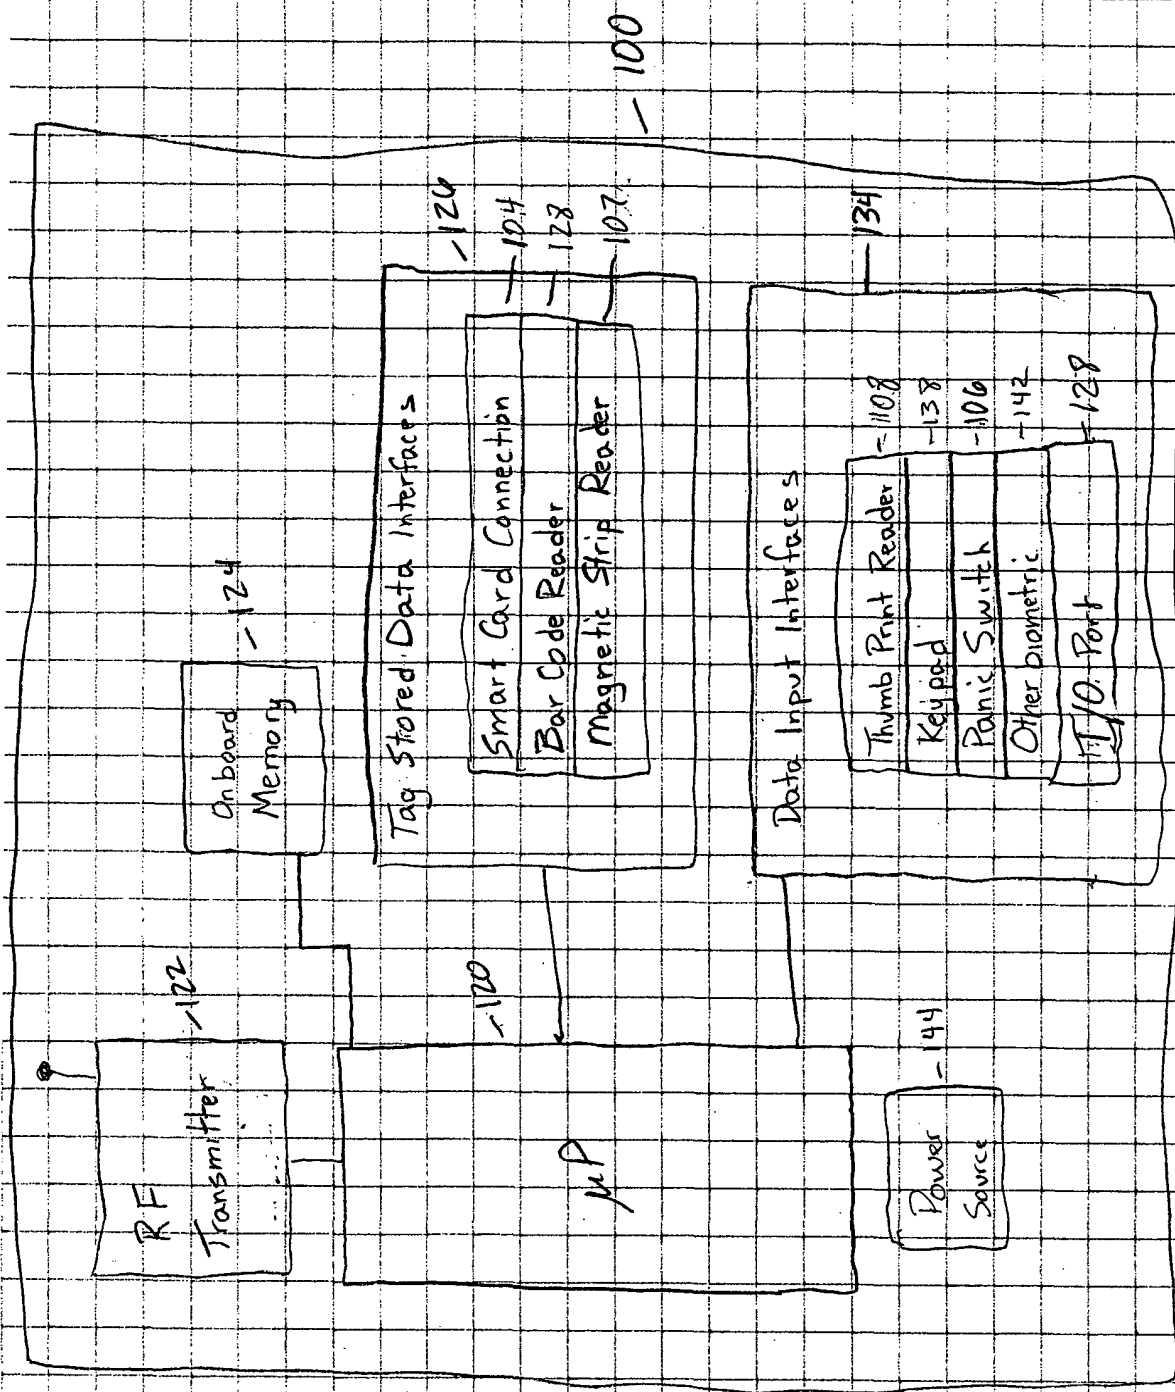 RF
Transmitter
-122
Onboard
Memory
-124
μP
-120
Tag Stored Data Interfaces
-126
Smart Card Connection
-104
Bar Code Reader
-128
Magnetic Strip Reader
-107
-100
Power
Source
-144
Data Input Interfaces
-134
Thumb Print Reader
-108
Keypad
-138
Panic Switch
-106
Other biometric
-142
I/O Port
-128